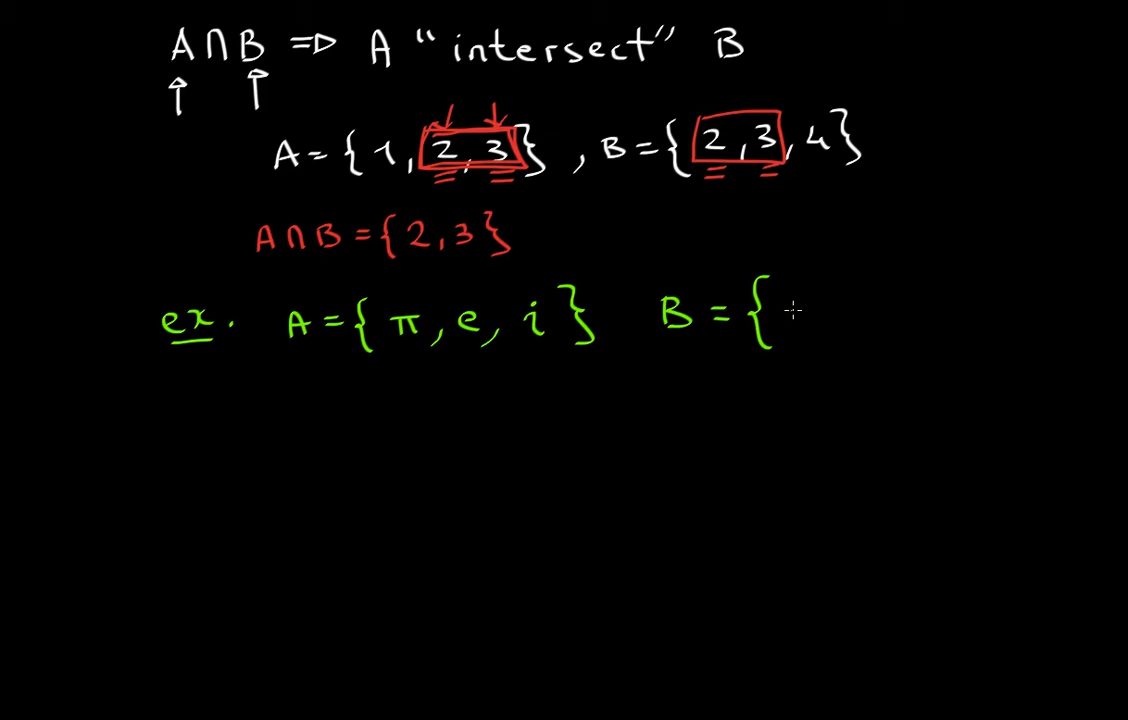 A∩B ⇒ A “intersect” B
A={1,2,3}, B={2,3,4}
A∩B={2,3}
ex. A={π, e, i} B={